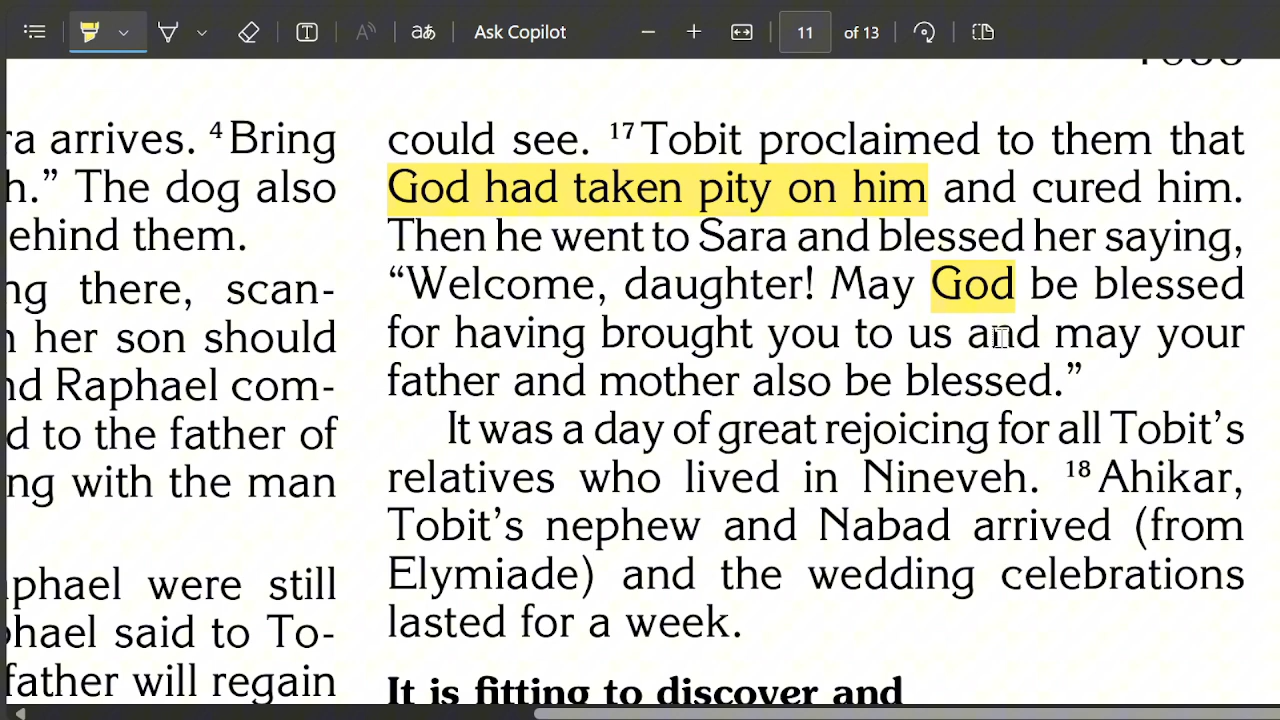 Ask Copilot
11 of 13
ra arrives. ⁴Bring
h.” The dog also
ehind them.
ng there, scan-
her son should
nd Raphael com-
d to the father of
ng with the man
phael were still
phael said to To-
father will regain
could see. ¹⁷Tobit proclaimed to them that
God had taken pity on him and cured him.
Then he went to Sara and blessed her saying,
“Welcome, daughter! May God be blessed
for having brought you to us and may your
father and mother also be blessed.”
It was a day of great rejoicing for all Tobit’s
relatives who lived in Nineveh. ¹⁸Ahikar,
Tobit’s nephew and Nabad arrived (from
Elymiade) and the wedding celebrations
lasted for a week.
It is fitting to discover and